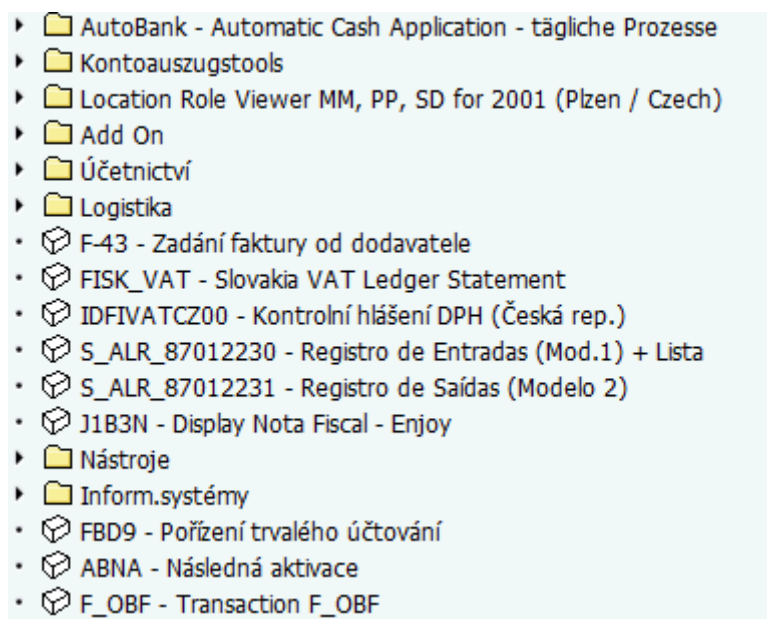 AutoBank - Automatic Cash Application - tägliche Prozesse
Kontoauszugstools
Location Role Viewer MM, PP, SD for 2001 (Plzen / Czech)
Add On
Účetnictví
Logistika
F-43 - Zadání faktury od dodavatele
FISK_VAT - Slovakia VAT Ledger Statement
IDFIVATCZ00 - Kontrolní hlášení DPH (Česká rep.)
S_ALR_87012230 - Registro de Entradas (Mod.1) + Lista
S_ALR_87012231 - Registro de Saídas (Modelo 2)
J1B3N - Display Nota Fiscal - Enjoy
Nástroje
Inform.systémy
FBD9 - Pořízení trvalého účtování
ABNA - Následná aktivace
F_OBF - Transaction F_OBF